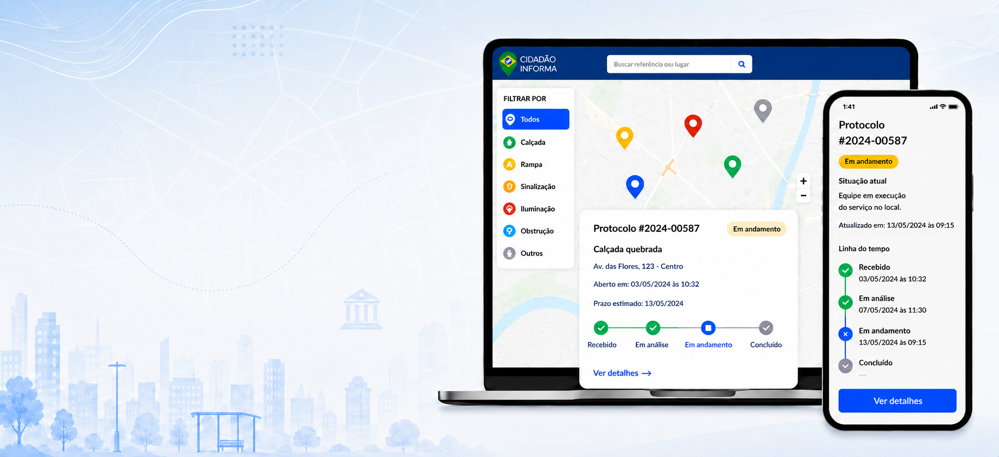 CIDADÃO
INFORMA
Buscar referência ou lugar
FILTRAR POR
Todos
Calçada
Rampa
Sinalização
Iluminação
Obstrução
Outros
+
−
Protocolo #2024-00587
Em andamento
Calçada quebrada
Av. das Flores, 123 - Centro
Aberto em: 03/05/2024 às 10:32
Prazo estimado: 13/05/2024
Recebido
Em análise
Em andamento
Concluído
Ver detalhes →
1:41
Protocolo
#2024-00587
Em andamento
Situação atual
Equipe em execução
do serviço no local.
Atualizado em: 13/05/2024 às 09:15
Linha do tempo
Recebido
03/05/2024 às 10:32
Em análise
07/05/2024 às 11:30
Em andamento
13/05/2024 às 09:15
Concluído
—
Ver detalhes